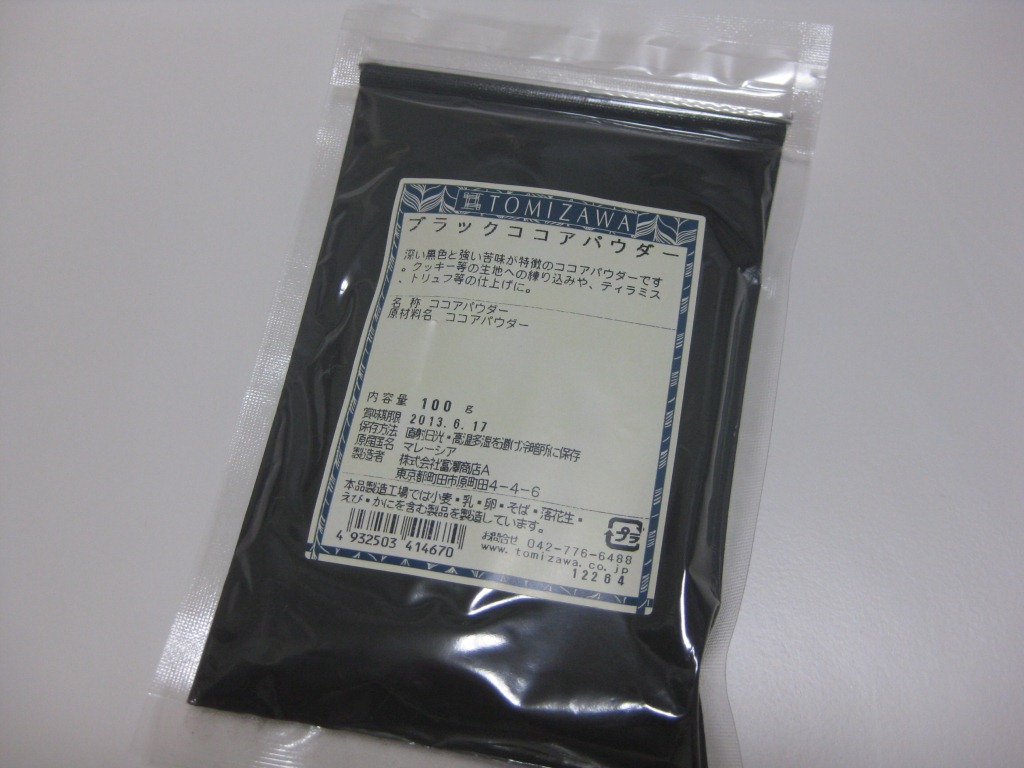 TOMIZAWA
ブラックココアパウダー
深い黒色と強い苦味が特徴のココアパウダーです
。クッキー等の生地への練り込みや、ティラミス
、トリュフ等の仕上げに。
名 称 ココアパウダー
原材料名 ココアパウダー
内容量 100 g
賞味期限 2013.6.17
保存方法 直射日光・高温多湿を避け冷暗所に保存
原産国名 マレーシア
製造者 株式会社富澤商店A
東京都町田市原町田4-4-6
本品製造工場では小麦・乳・卵・そば・落花生・
えび・かにを含む製品を製造しています。
プラ
4 932503 414670
お問合せ 042-776-6488
www.tomizawa.co.jp
12264